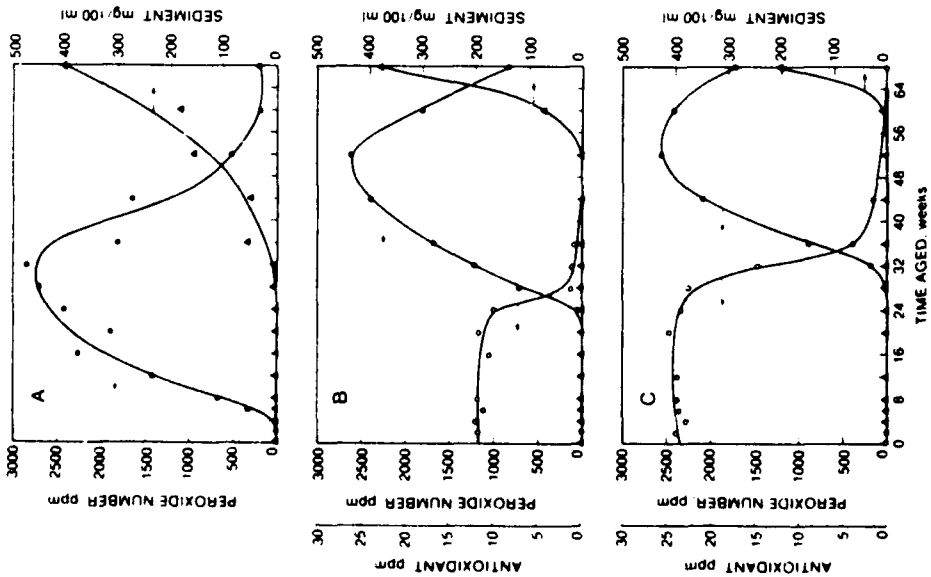 A
3000 2500 2000 1500 1000 500 0
PEROXIDE NUMBER ppm
500 400 300 200 100 0
SEDIMENT mg/100 ml
B
30 25 20 15 10 5 0
ANTIOXIDANT ppm
3000 2500 2000 1500 1000 500 0
PEROXIDE NUMBER ppm
500 400 300 200 100 0
SEDIMENT mg/100 ml
C
30 25 20 15 10 5 0
ANTIOXIDANT ppm
3000 2500 2000 1500 1000 500 0
PEROXIDE NUMBER, ppm
500 400 300 200 100 0
SEDIMENT mg/100 ml
0 8 16 24 32 40 48 56 64
TIME AGED, weeks